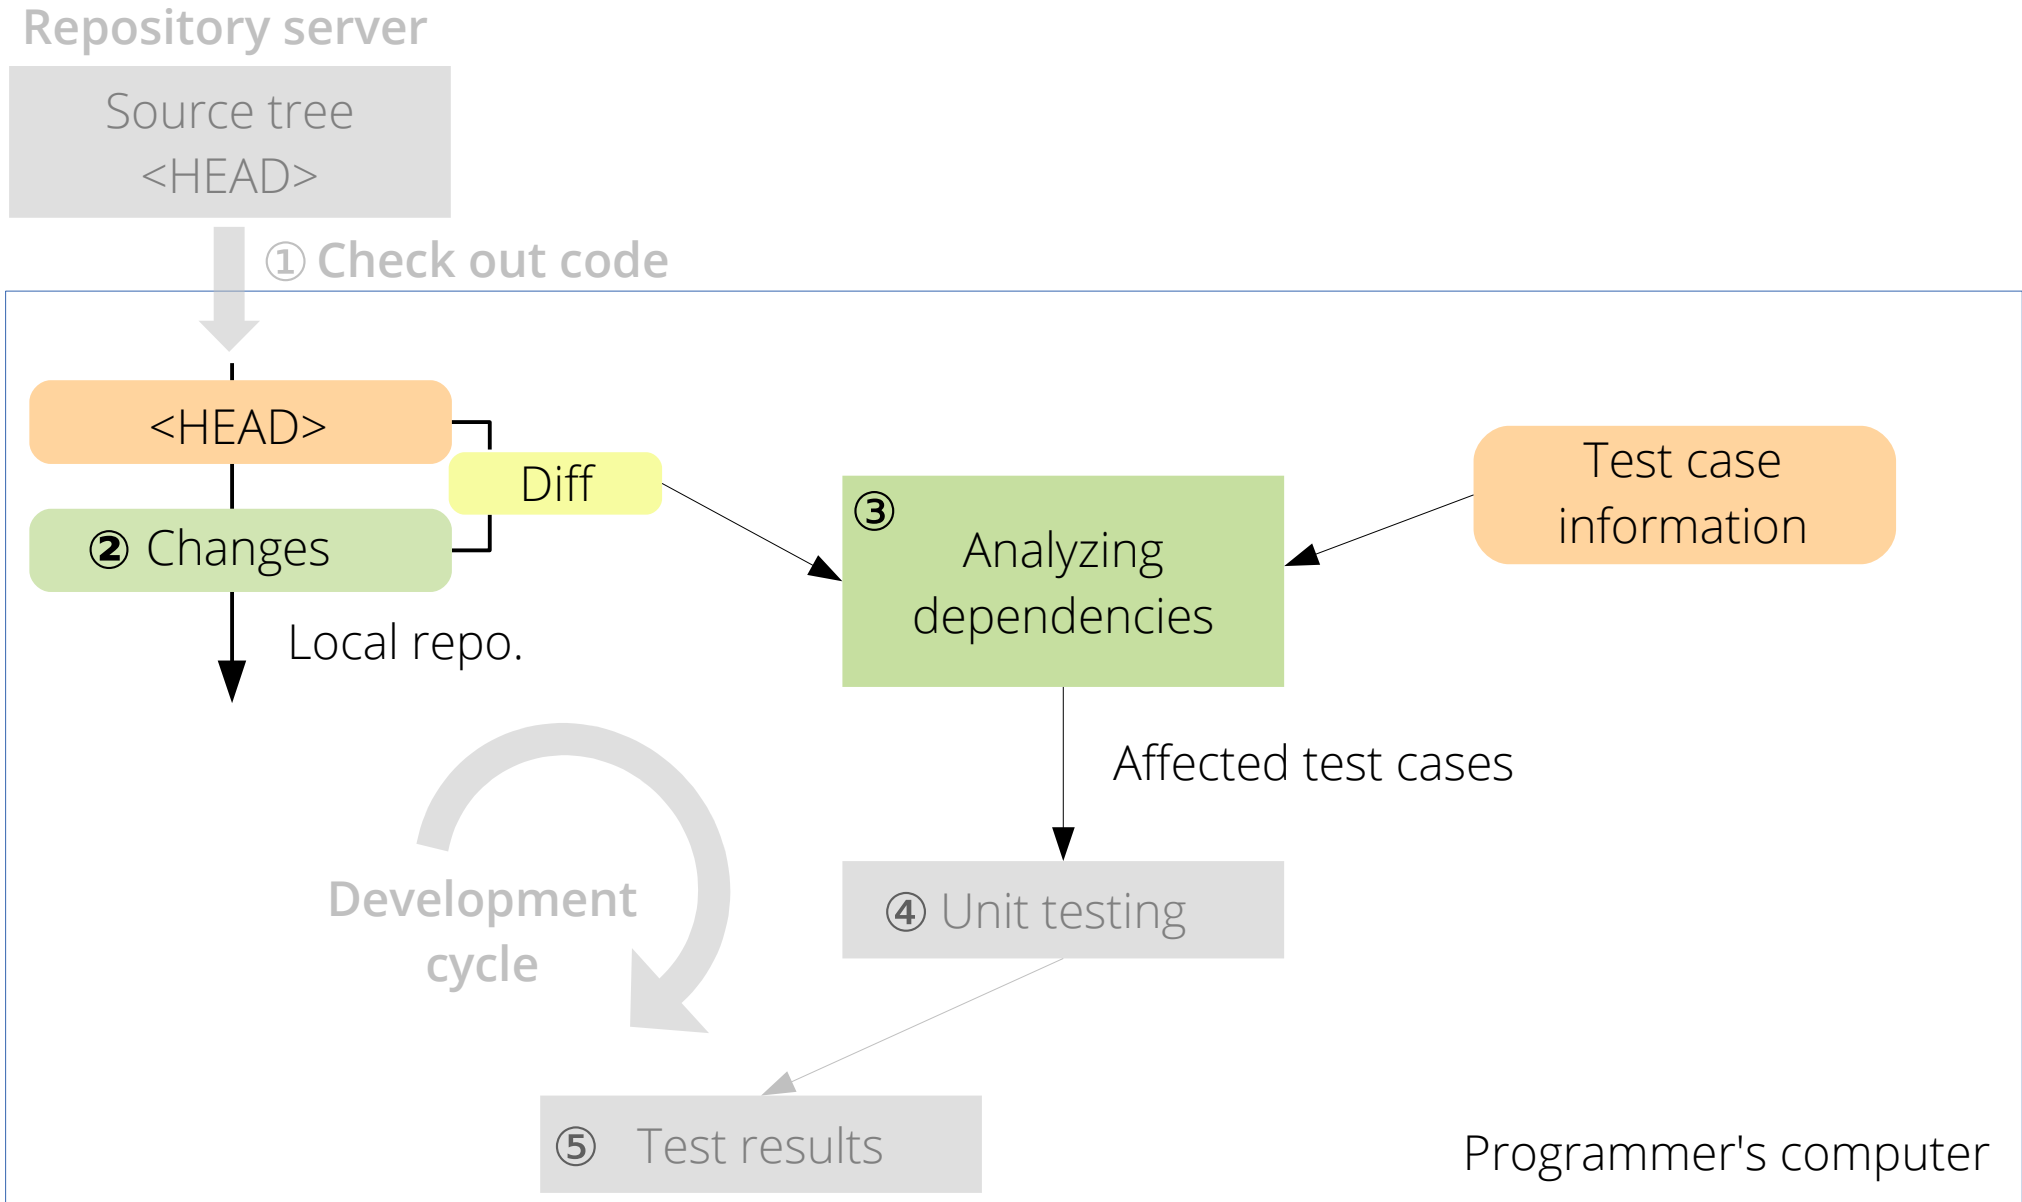 Repository server
Source tree
<HEAD>
① Check out code
<HEAD>
Diff
② Changes
Local repo.
③
Analyzing
dependencies
Test case
information
Affected test cases
Development
cycle
④ Unit testing
⑤ Test results
Programmer's computer